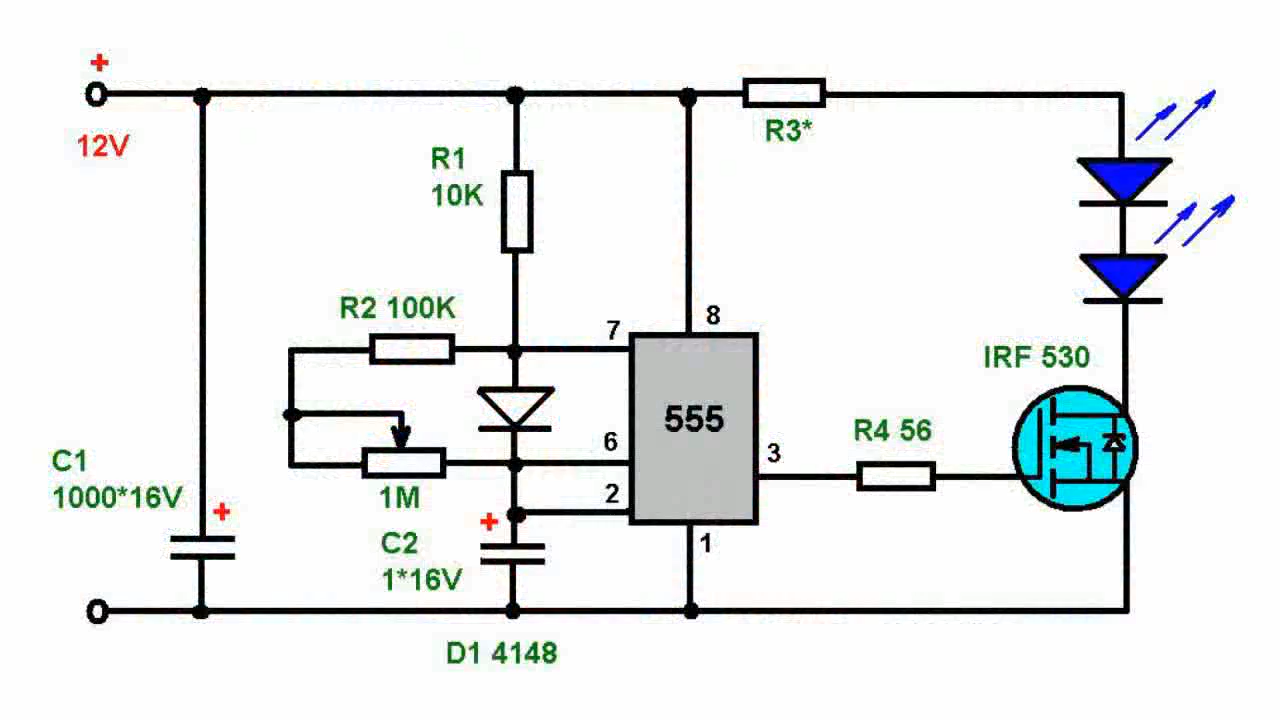 +
12V
R3*
R1
10K
R2 100K
7
8
IRF 530
555
6
R4 56
3
C1
1000*16V
+
1M
2
+
C2
1*16V
1
D1 4148